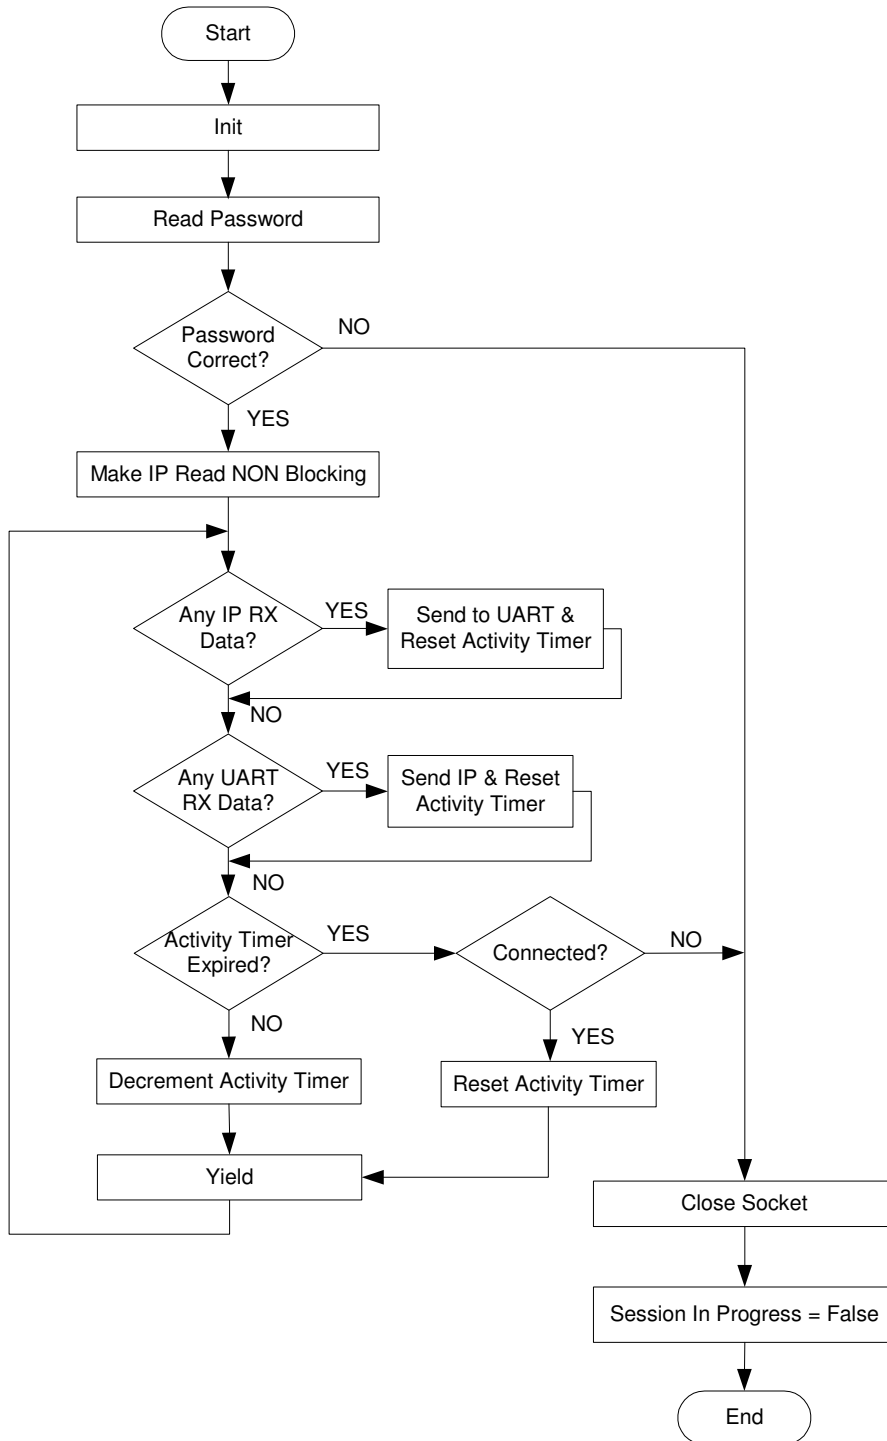 Start
Init
Read Password
Password
Correct?
NO
YES
Make IP Read NON Blocking
Any IP RX
Data?
YES
Send to UART &
Reset Activity Timer
NO
Any UART
RX Data?
YES
Send IP & Reset
Activity Timer
NO
Activity Timer
Expired?
YES
Connected?
NO
NO
YES
Decrement Activity Timer
Reset Activity Timer
Yield
Close Socket
Session In Progress = False
End